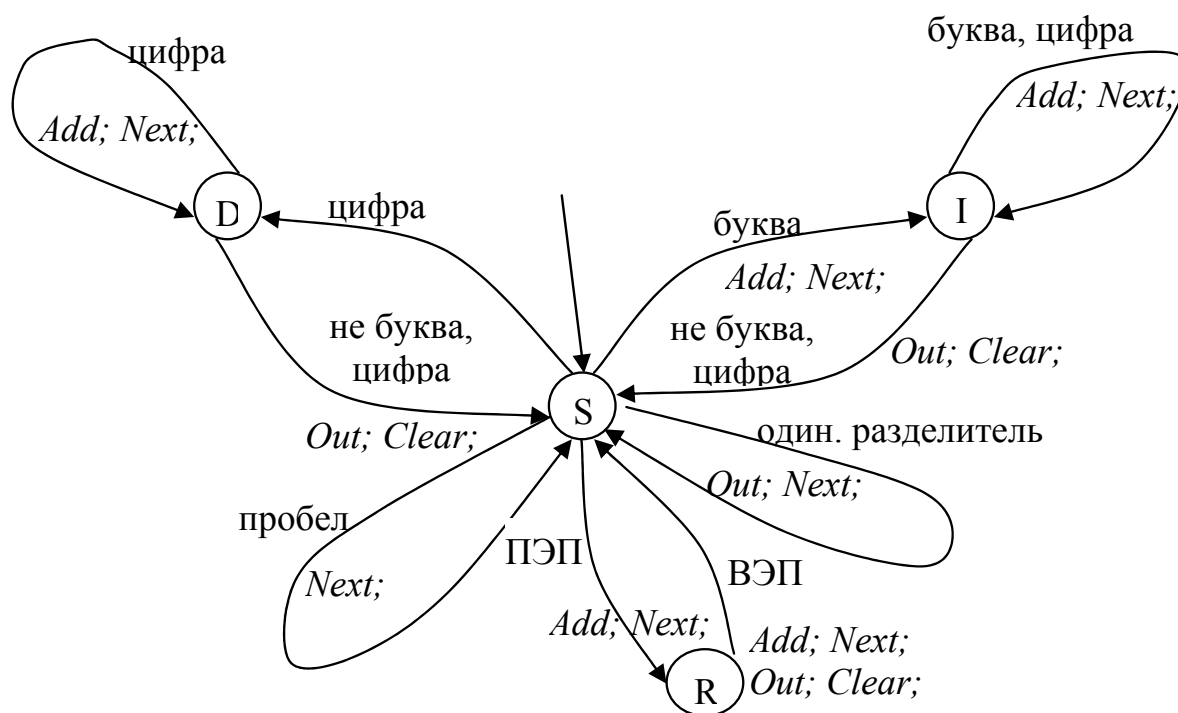 буква, цифра
цифра
Add; Next;
Add; Next;
D
I
цифра
буква
Add; Next;
не буква,
цифра
не буква,
цифра
Out; Clear;
S
Out; Clear;
один. разделитель
Out; Next;
пробел
ПЭП
ВЭП
Next;
Add; Next;
Add; Next;
R
Out; Clear;